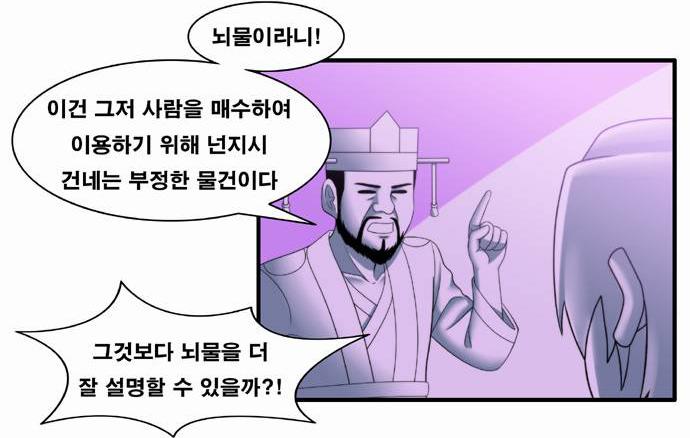 뇌물이라니!
이건 그저 사람을 매수하여
이용하기 위해 넌지시
건네는 부정한 물건이다
그것보다 뇌물을 더
잘 설명할 수 있을까?!